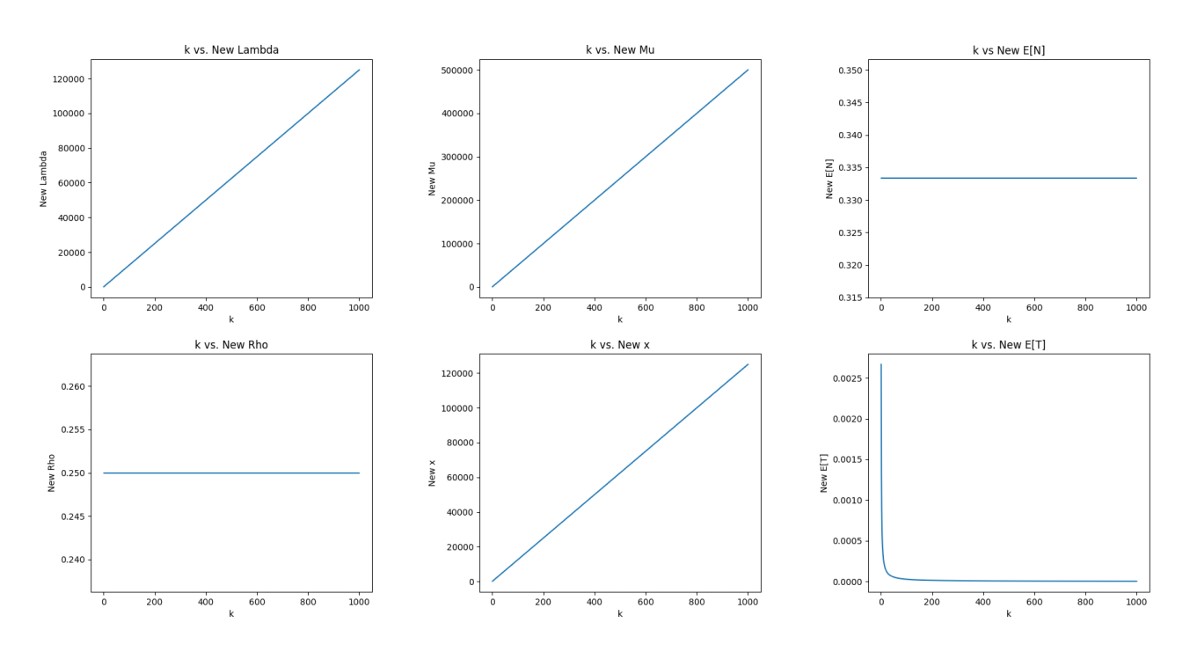 k vs. New Lambda
120000
100000
80000
60000
40000
20000
0
New Lambda
0 200 400 600 800 1000
k
k vs. New Mu
500000
400000
300000
200000
100000
0
New Mu
0 200 400 600 800 1000
k
k vs New E[N]
0.350
0.345
0.340
0.335
0.330
0.325
0.320
0.315
New E[N]
0 200 400 600 800 1000
k
k vs. New Rho
0.260
0.255
0.250
0.245
0.240
New Rho
0 200 400 600 800 1000
k
k vs. New x
120000
100000
80000
60000
40000
20000
0
New x
0 200 400 600 800 1000
k
k vs. New E[T]
0.0025
0.0020
0.0015
0.0010
0.0005
0.0000
New E[T]
0 200 400 600 800 1000
k